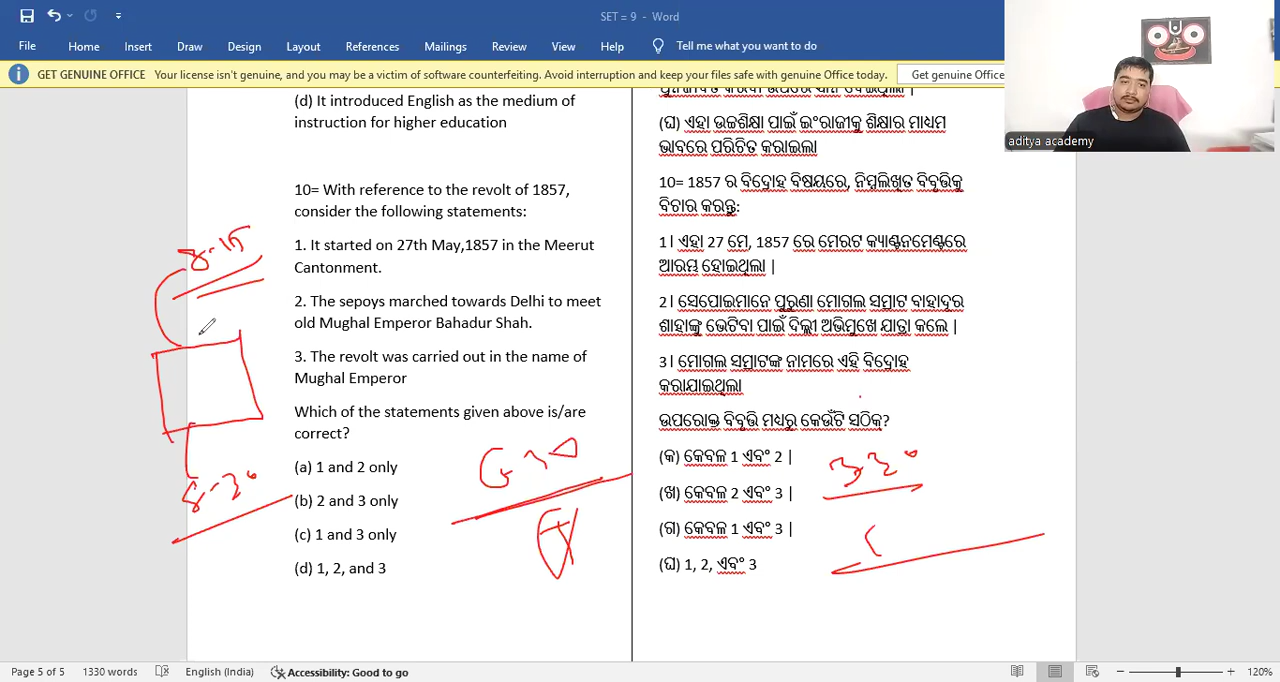 SET = 9 - Word
File Home Insert Draw Design Layout References Mailings Review View Help Tell me what you want to do
GET GENUINE OFFICE Your license isn't genuine, and you may be a victim of software counterfeiting. Avoid interruption and keep your files safe with genuine Office today. Get genuine Office
aditya academy
(d) It introduced English as the medium of
instruction for higher education
10= With reference to the revolt of 1857,
consider the following statements:
1. It started on 27th May,1857 in the Meerut
Cantonment.
2. The sepoys marched towards Delhi to meet
old Mughal Emperor Bahadur Shah.
3. The revolt was carried out in the name of
Mughal Emperor
Which of the statements given above is/are
correct?
(a) 1 and 2 only
(b) 2 and 3 only
(c) 1 and 3 only
(d) 1, 2, and 3
(ଘ) ଏହା ଉଚ୍ଚଶିକ୍ଷା ପାଇଁ ଇଂରାଜୀକୁ ଶିକ୍ଷାର ମାଧ୍ୟମ
ଭାବରେ ପରିଚିତ କରାଇଲା
10= 1857 ର ବିଦ୍ରୋହ ବିଷୟରେ, ନିମ୍ନଲିଖିତ ବିବୃତ୍ତିକୁ
ବିଚାର କରନ୍ତୁ:
1। ଏହା 27 ମେ, 1857 ରେ ମେରଟ କ୍ୟାଣ୍ଟନମେଣ୍ଟରେ
ଆରମ୍ଭ ହୋଇଥିଲା |
2। ସେପୋଇମାନେ ପୁରୁଣା ମୋଗଲ ସମ୍ରାଟ ବାହାଦୂର
ଶାହାଙ୍କୁ ଭେଟିବା ପାଇଁ ଦିଲ୍ଲୀ ଅଭିମୁଖେ ଯାତ୍ରା କଲେ |
3। ମୋଗଲ ସମ୍ରାଟଙ୍କ ନାମରେ ଏହି ବିଦ୍ରୋହ
କରାଯାଇଥିଲା
ଉପରୋକ୍ତ ବିବୃତ୍ତି ମଧ୍ୟରୁ କେଉଁଟି ସଠିକ?
(କ) କେବଳ 1 ଏବଂ 2 |
(ଖ) କେବଳ 2 ଏବଂ 3 |
(ଗ) କେବଳ 1 ଏବଂ 3 |
(ଘ) 1, 2, ଏବଂ 3
8-15
8-30
Page 5 of 5 1330 words English (India) Accessibility: Good to go 120%